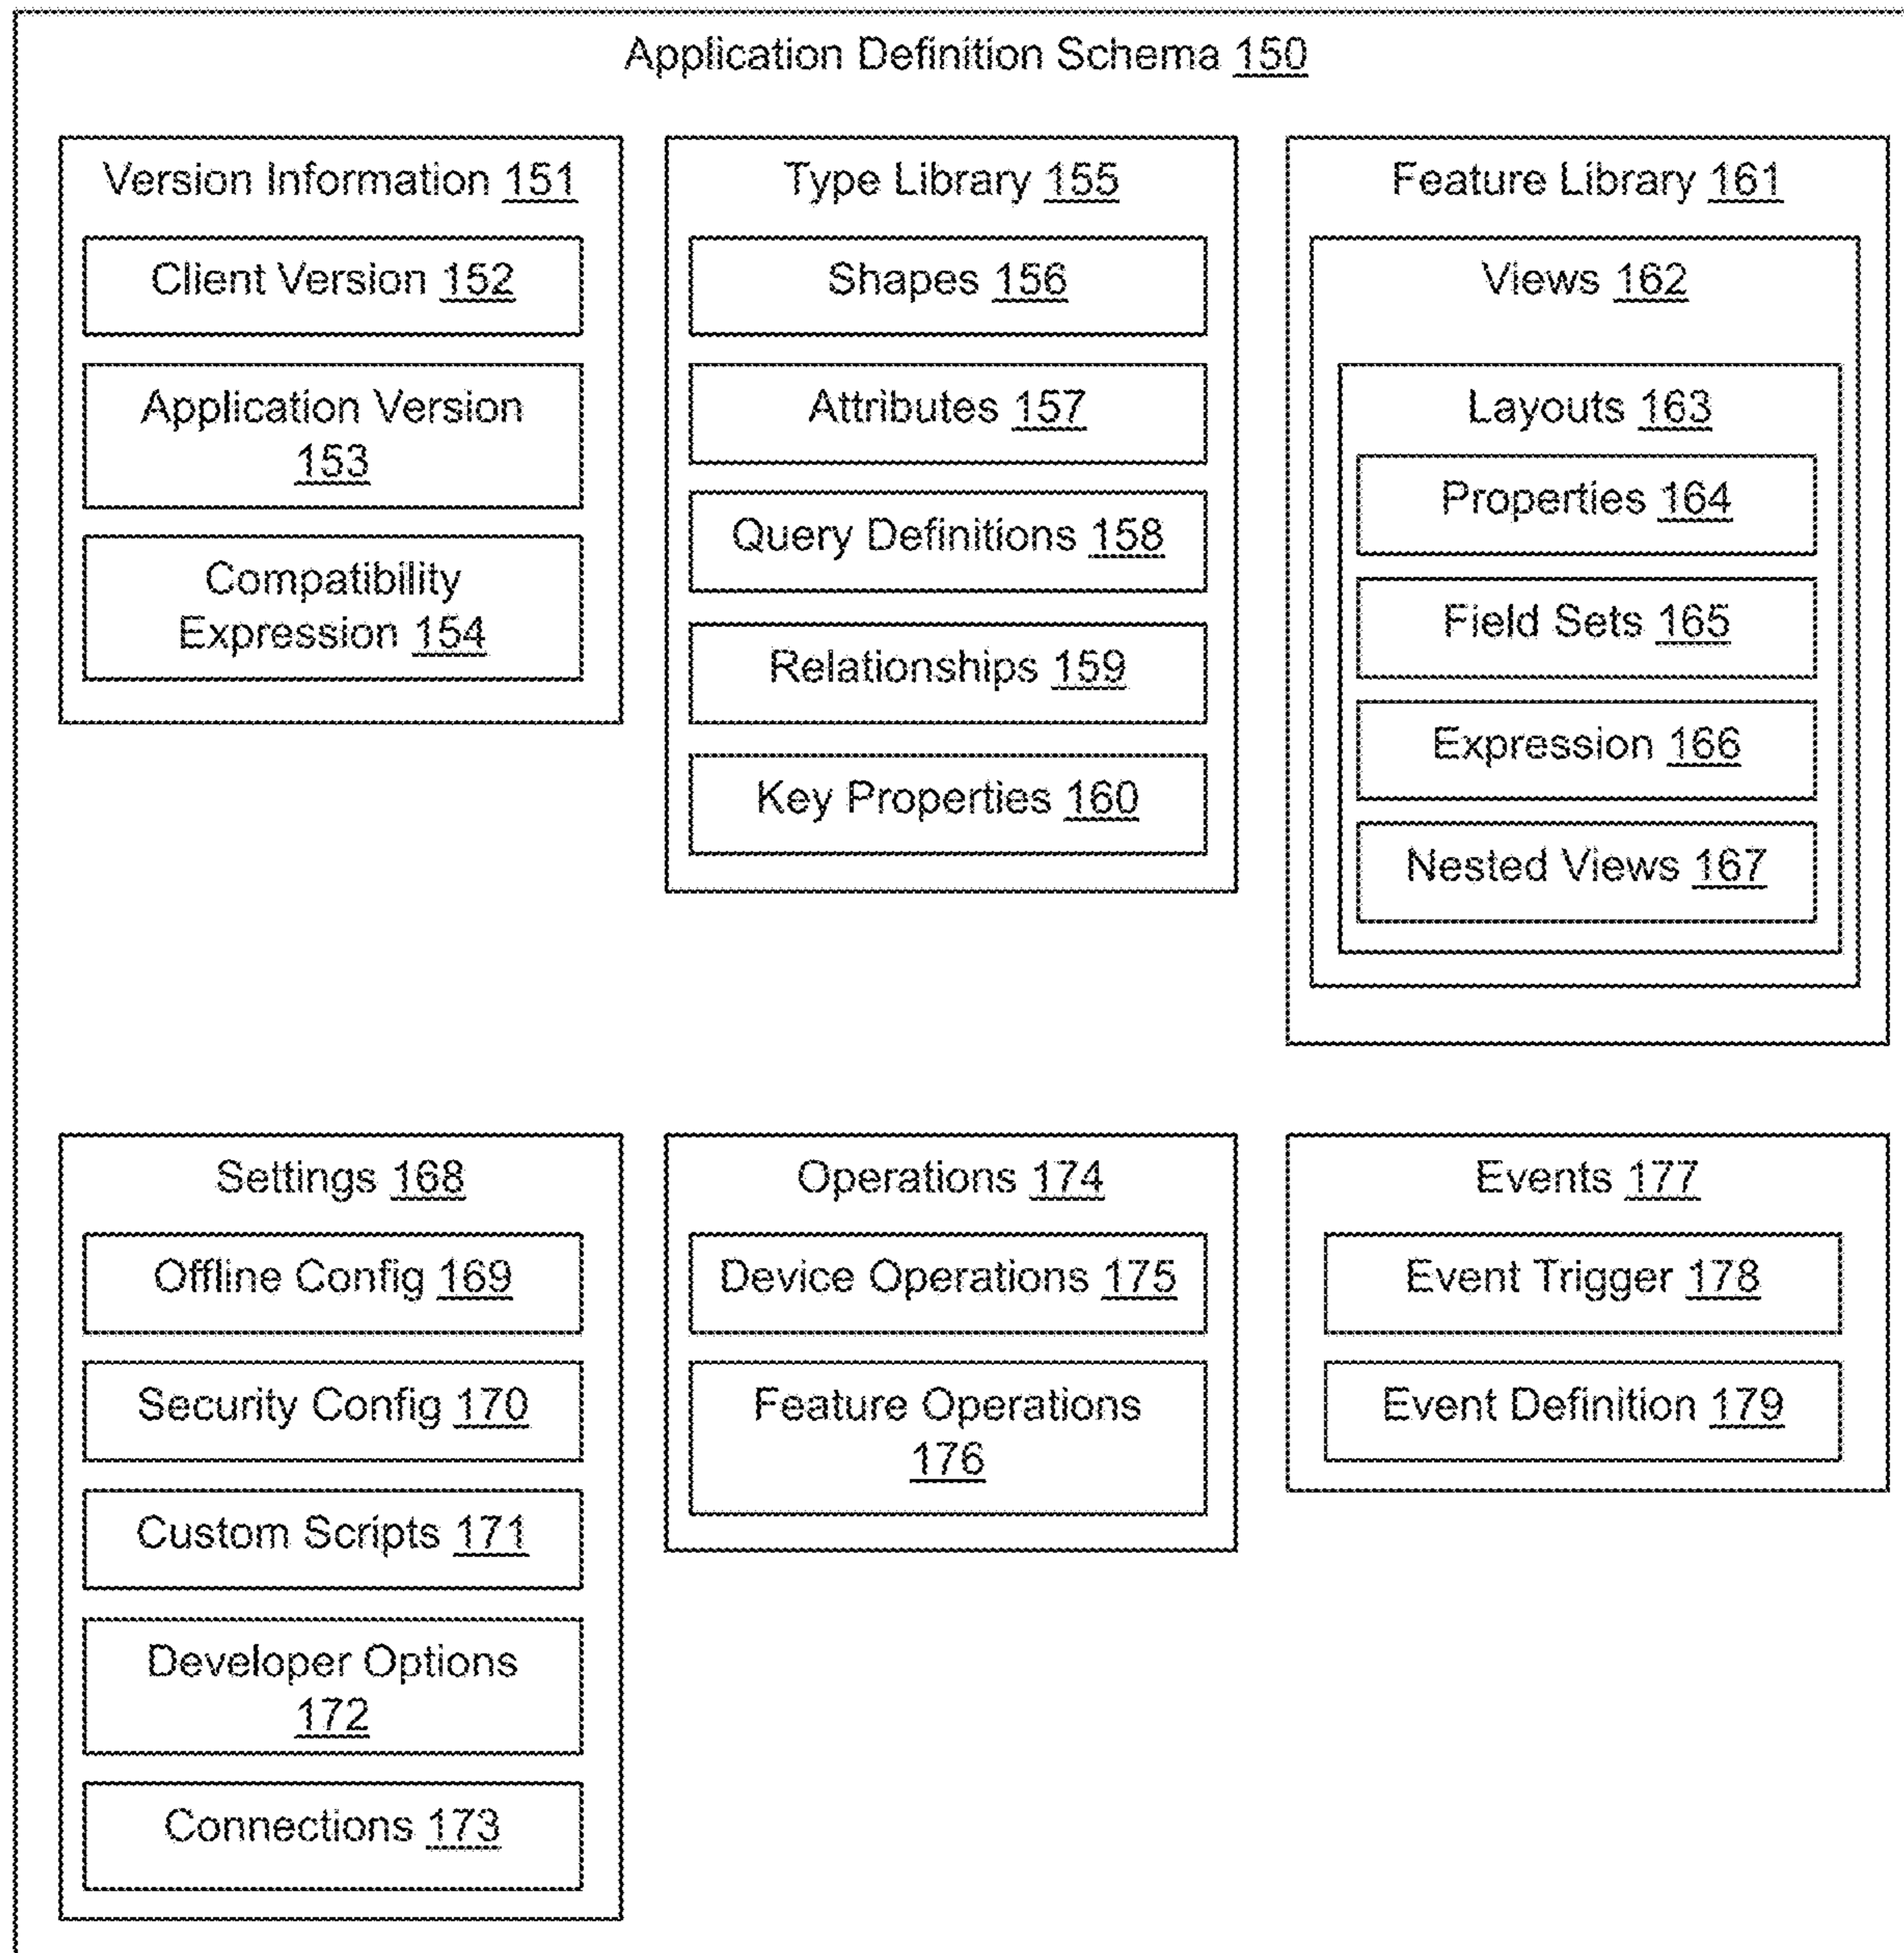 Application Definition Schema 150
Version Information 151
Client Version 152
Application Version
153
Compatibility
Expression 154
Type Library 155
Shapes 156
Attributes 157
Query Definitions 158
Relationships 159
Key Properties 160
Feature Library 161
Views 162
Layouts 163
Properties 164
Field Sets 165
Expression 166
Nested Views 167
Settings 168
Offline Config 169
Security Config 170
Custom Scripts 171
Developer Options
172
Connections 173
Operations 174
Device Operations 175
Feature Operations
176
Events 177
Event Trigger 178
Event Definition 179